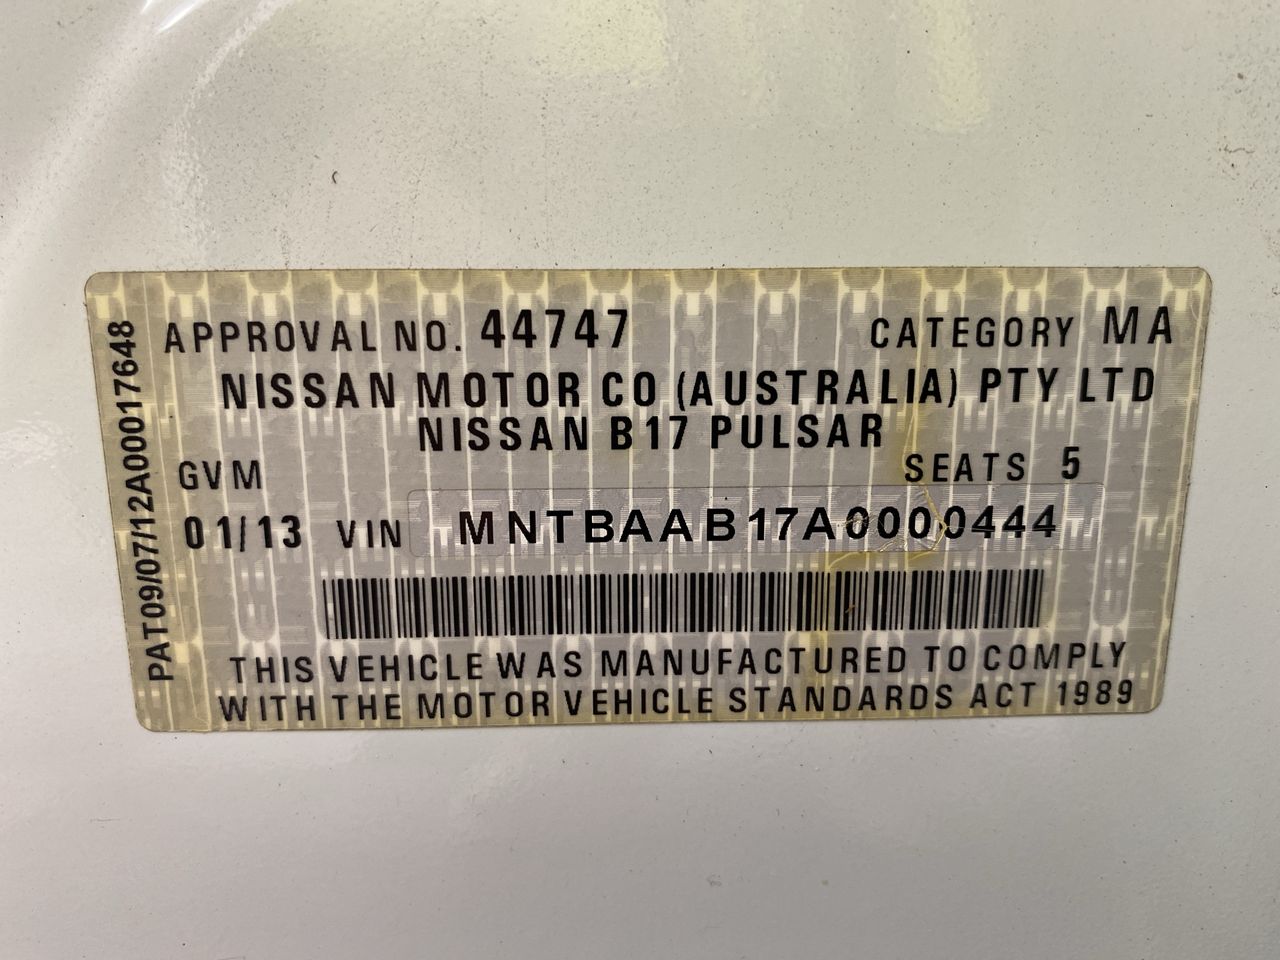 APPROVAL NO. 44747 CATEGORY MA
NISSAN MOTOR CO (AUSTRALIA) PTY LTD
NISSAN B17 PULSAR
GVM SEATS 5
01/13 VIN MNTBAAB17A0000444
THIS VEHICLE WAS MANUFACTURED TO COMPLY
WITH THE MOTOR VEHICLE STANDARDS ACT 1989
PAT09/07/12A00017648